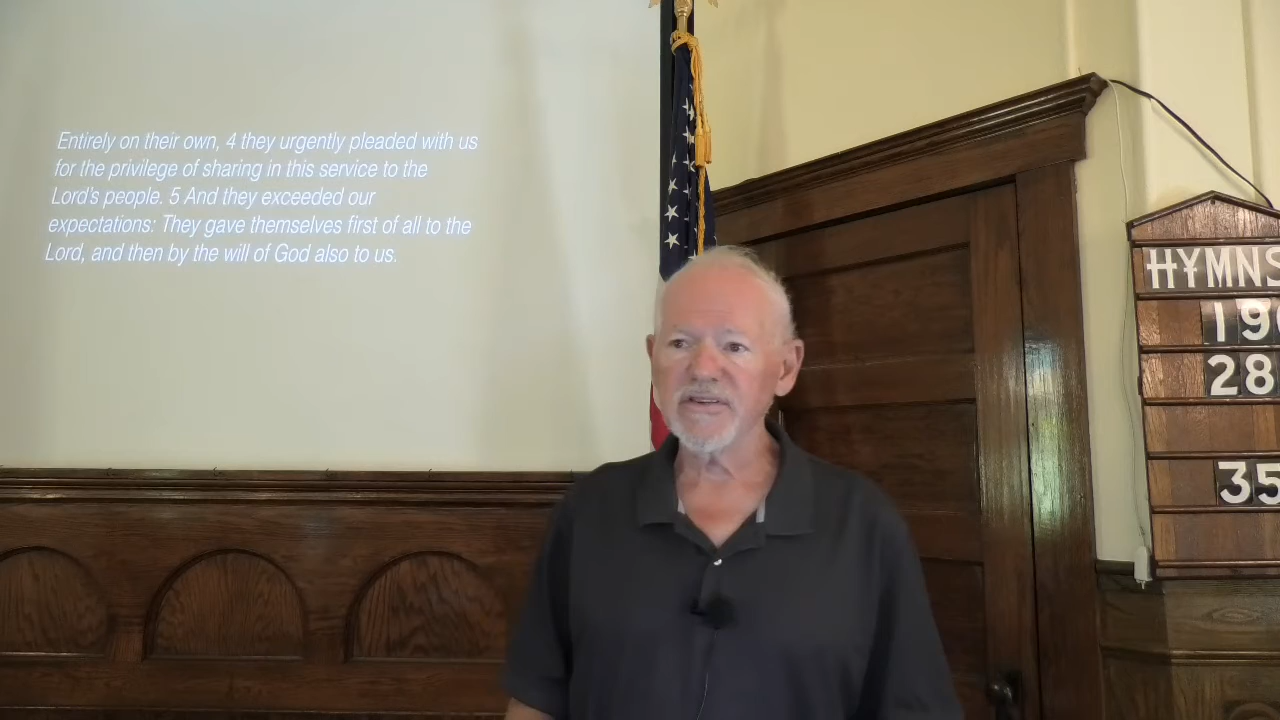 Entirely on their own, 4 they urgently pleaded with us
for the privilege of sharing in this service to the
Lord's people. 5 And they exceeded our
expectations: They gave themselves first of all to the
Lord, and then by the will of God also to us.
HYMNS
19
28
35